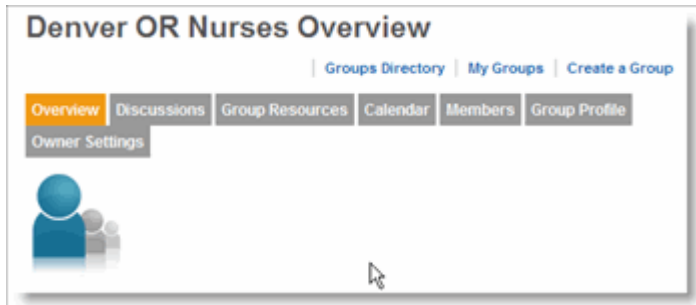 Denver OR Nurses Overview
Groups Directory | My Groups | Create a Group
Overview Discussions Group Resources Calendar Members Group Profile
Owner Settings